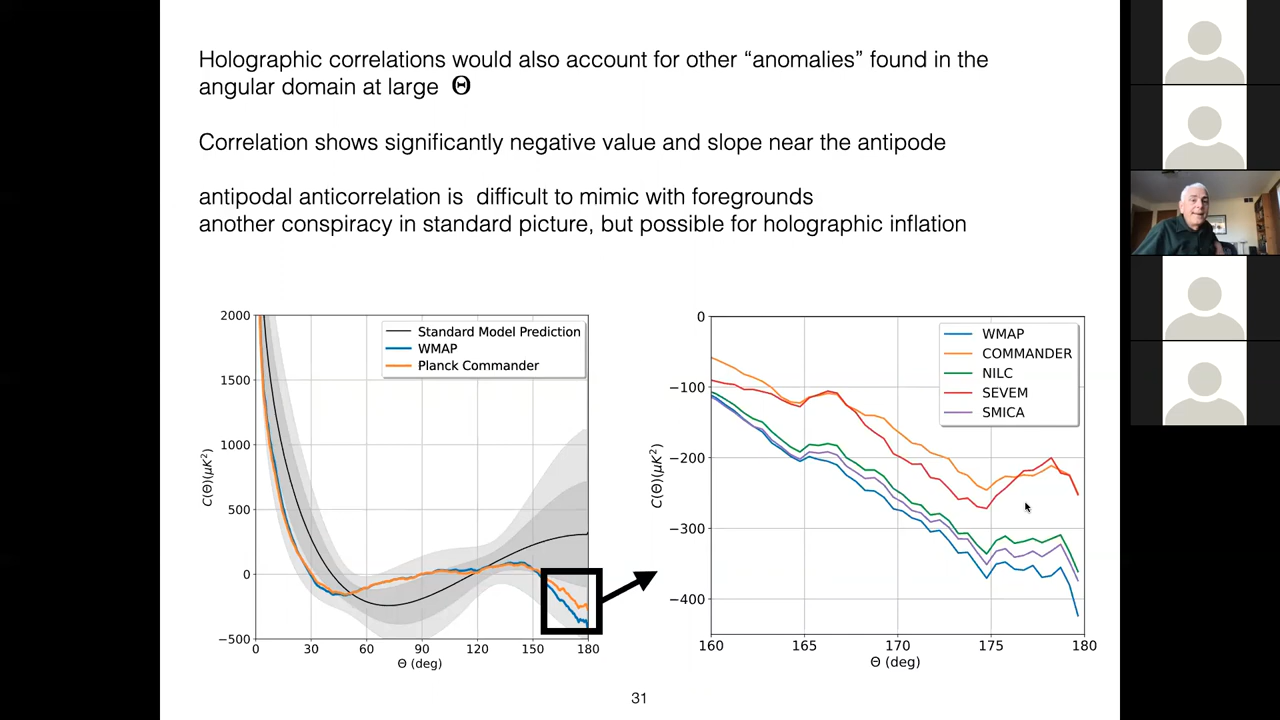 Holographic correlations would also account for other “anomalies” found in the
angular domain at large Θ
Correlation shows significantly negative value and slope near the antipode
antipodal anticorrelation is difficult to mimic with foregrounds
another conspiracy in standard picture, but possible for holographic inflation
2000
1500
1000
500
0
−500
C(Θ)(μK²)
0 30 60 90 120 150 180
Θ (deg)
Standard Model Prediction
WMAP
Planck Commander
0
−100
−200
−300
−400
C(Θ)(μK²)
160 165 170 175 180
Θ (deg)
WMAP
COMMANDER
NILC
SEVEM
SMICA
31